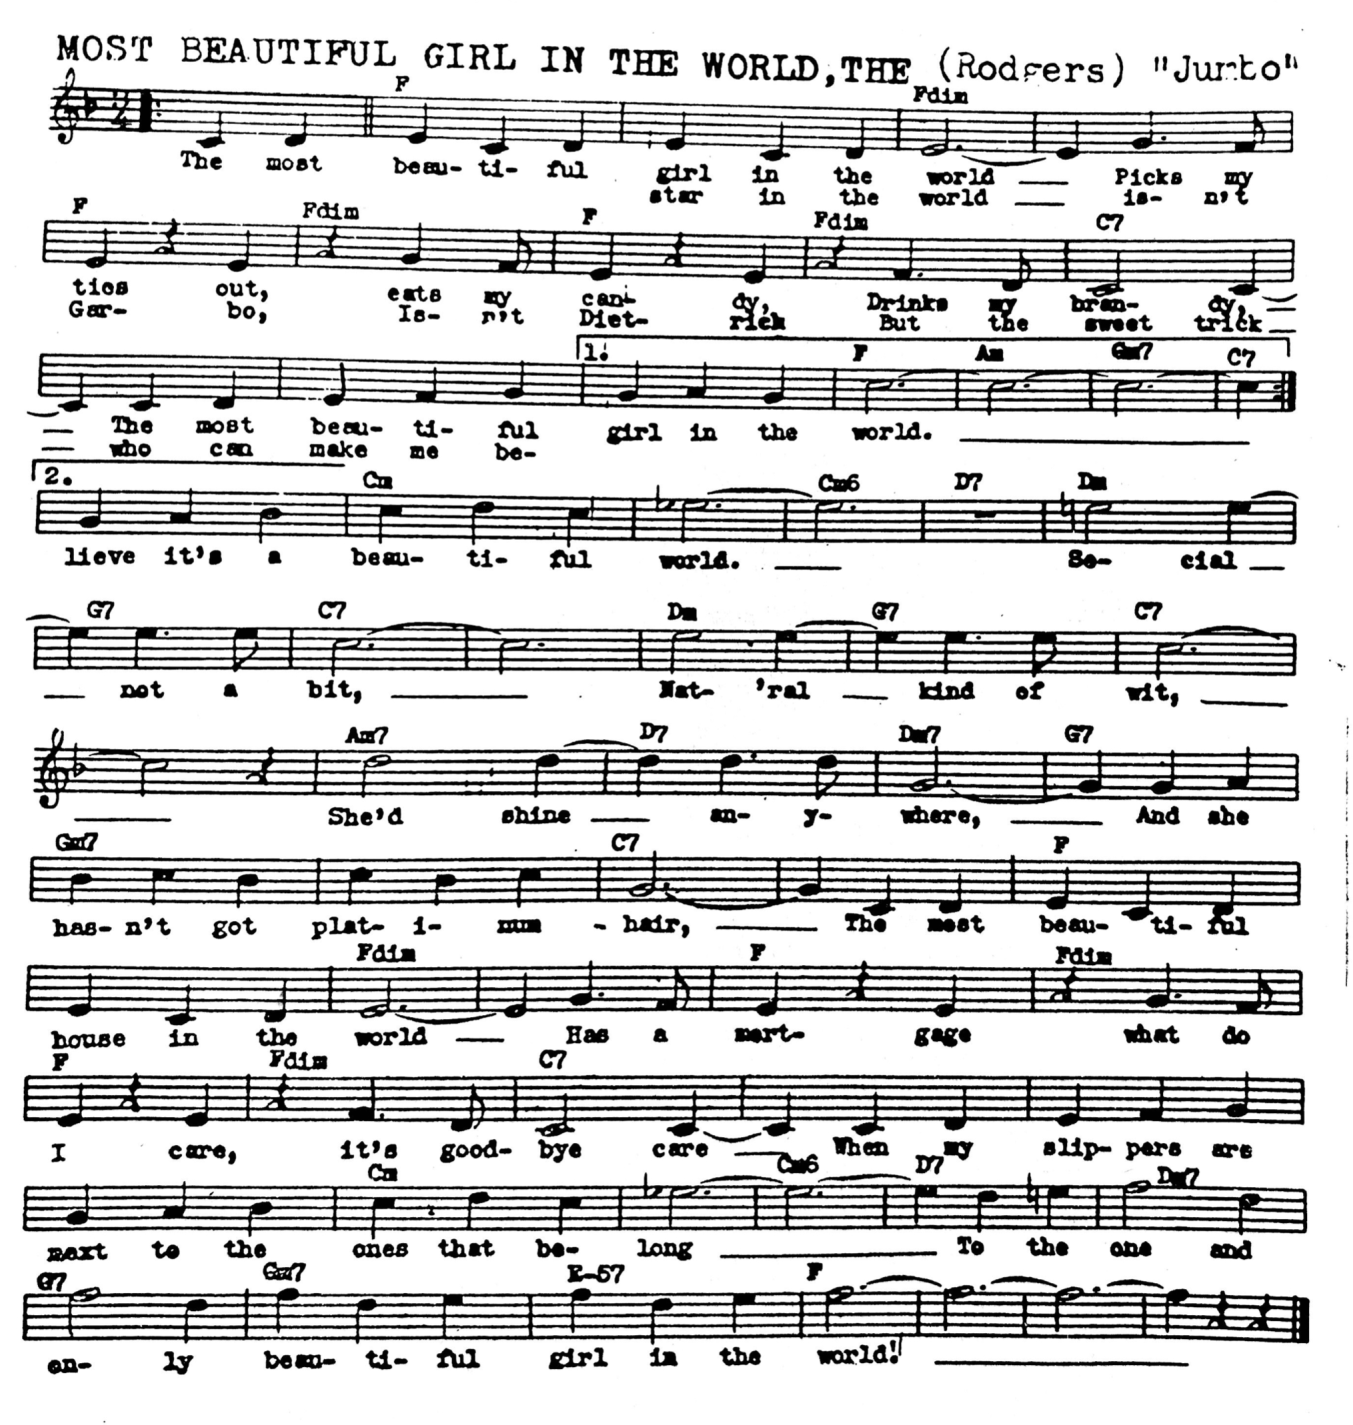 MOST BEAUTIFUL GIRL IN THE WORLD, THE (Rodgers) "Jumbo"
F Fdim
The most beau- ti- ful girl in the world Picks my
star in the world is- n't
F Fdim F Fdim C7
ties out, eats my can- dy, Drinks my bran- dy,
Gar- bo, Is- n't Diet- rich But the sweet trick
1. F Am Gm7 C7
The most beau- ti- ful girl in the world.
who can make me be-
2. Cm Cm6 D7 Dm
lieve it's a beau- ti- ful world. So- cial
G7 C7 Dm G7 C7
not a bit, Nat- 'ral kind of wit,
Am7 D7 Dm7 G7
She'd shine an- y- where, And she
Gm7 C7 F
has- n't got plat- i- num - hair, The most beau- ti- ful
Fdim F Fdim
house in the world Has a mort- gage what do
F Fdim C7
I care, it's good- bye care When my slip- pers are
Cm Cm6 D7 Dm7
next to the ones that be- long To the one and
G7 Gm7 E-57 F
on- ly beau- ti- ful girl in the world!